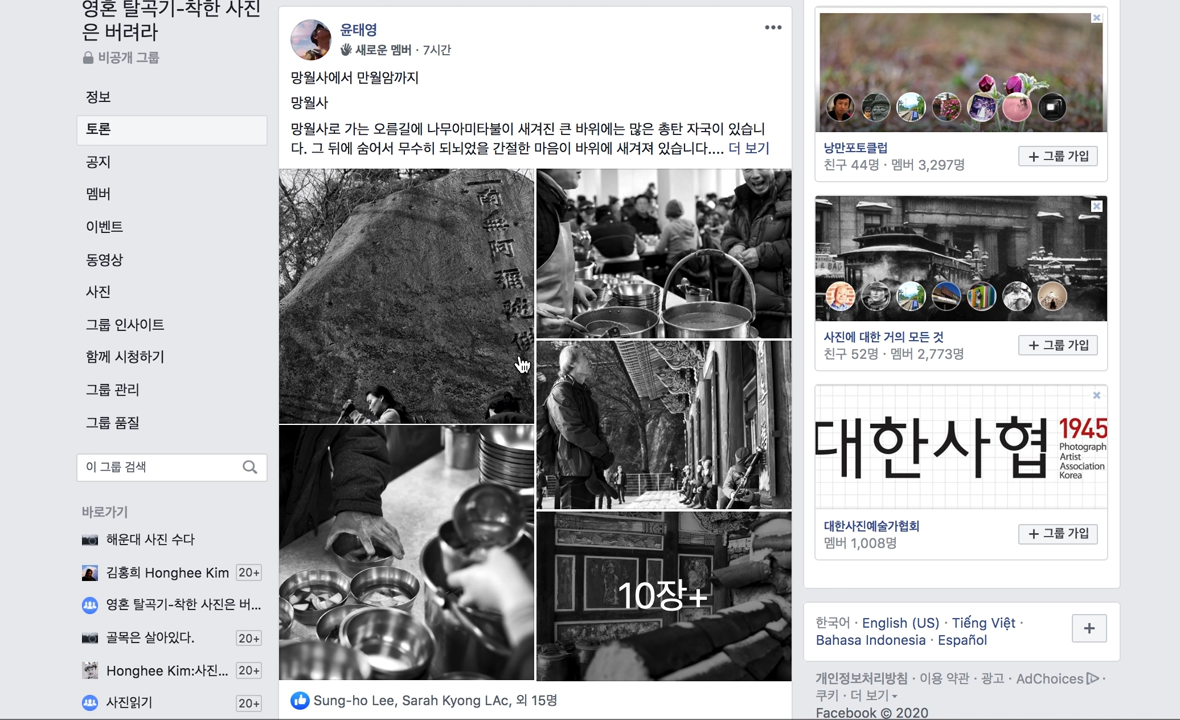 영혼 탈곡기-착한 사진
은 버려라
비공개 그룹
정보
토론
공지
멤버
이벤트
동영상
사진
그룹 인사이트
함께 시청하기
그룹 관리
그룹 품질
이 그룹 검색
바로가기
해운대 사진 수다
김홍희 Honghee Kim 20+
영혼 탈곡기-착한 사진은 버...
골목은 살아있다. 20+
Honghee Kim:사진... 20+
사진읽기 20+
윤태영
새로운 멤버 · 7시간
망월사에서 만월암까지
망월사
망월사로 가는 오름길에 나무아미타불이 새겨진 큰 바위에는 많은 총탄 자국이 있습니
다. 그 뒤에 숨어서 무수히 되뇌었을 간절한 마음이 바위에 새겨져 있습니다.... 더 보기
南無阿彌陀佛
10장+
Sung-ho Lee, Sarah Kyong LAc, 외 15명
낭만포토클럽
친구 44명 · 멤버 3,297명
+ 그룹 가입
사진에 대한 거의 모든 것
친구 52명 · 멤버 2,773명
+ 그룹 가입
대한사협
1945
Photograph
Artist
Association
Korea
대한사진예술가협회
멤버 1,008명
+ 그룹 가입
한국어 · English (US) · Tiếng Việt ·
Bahasa Indonesia · Español
개인정보처리방침 · 이용 약관 · 광고 · AdChoices ·
쿠키 · 더 보기
Facebook © 2020